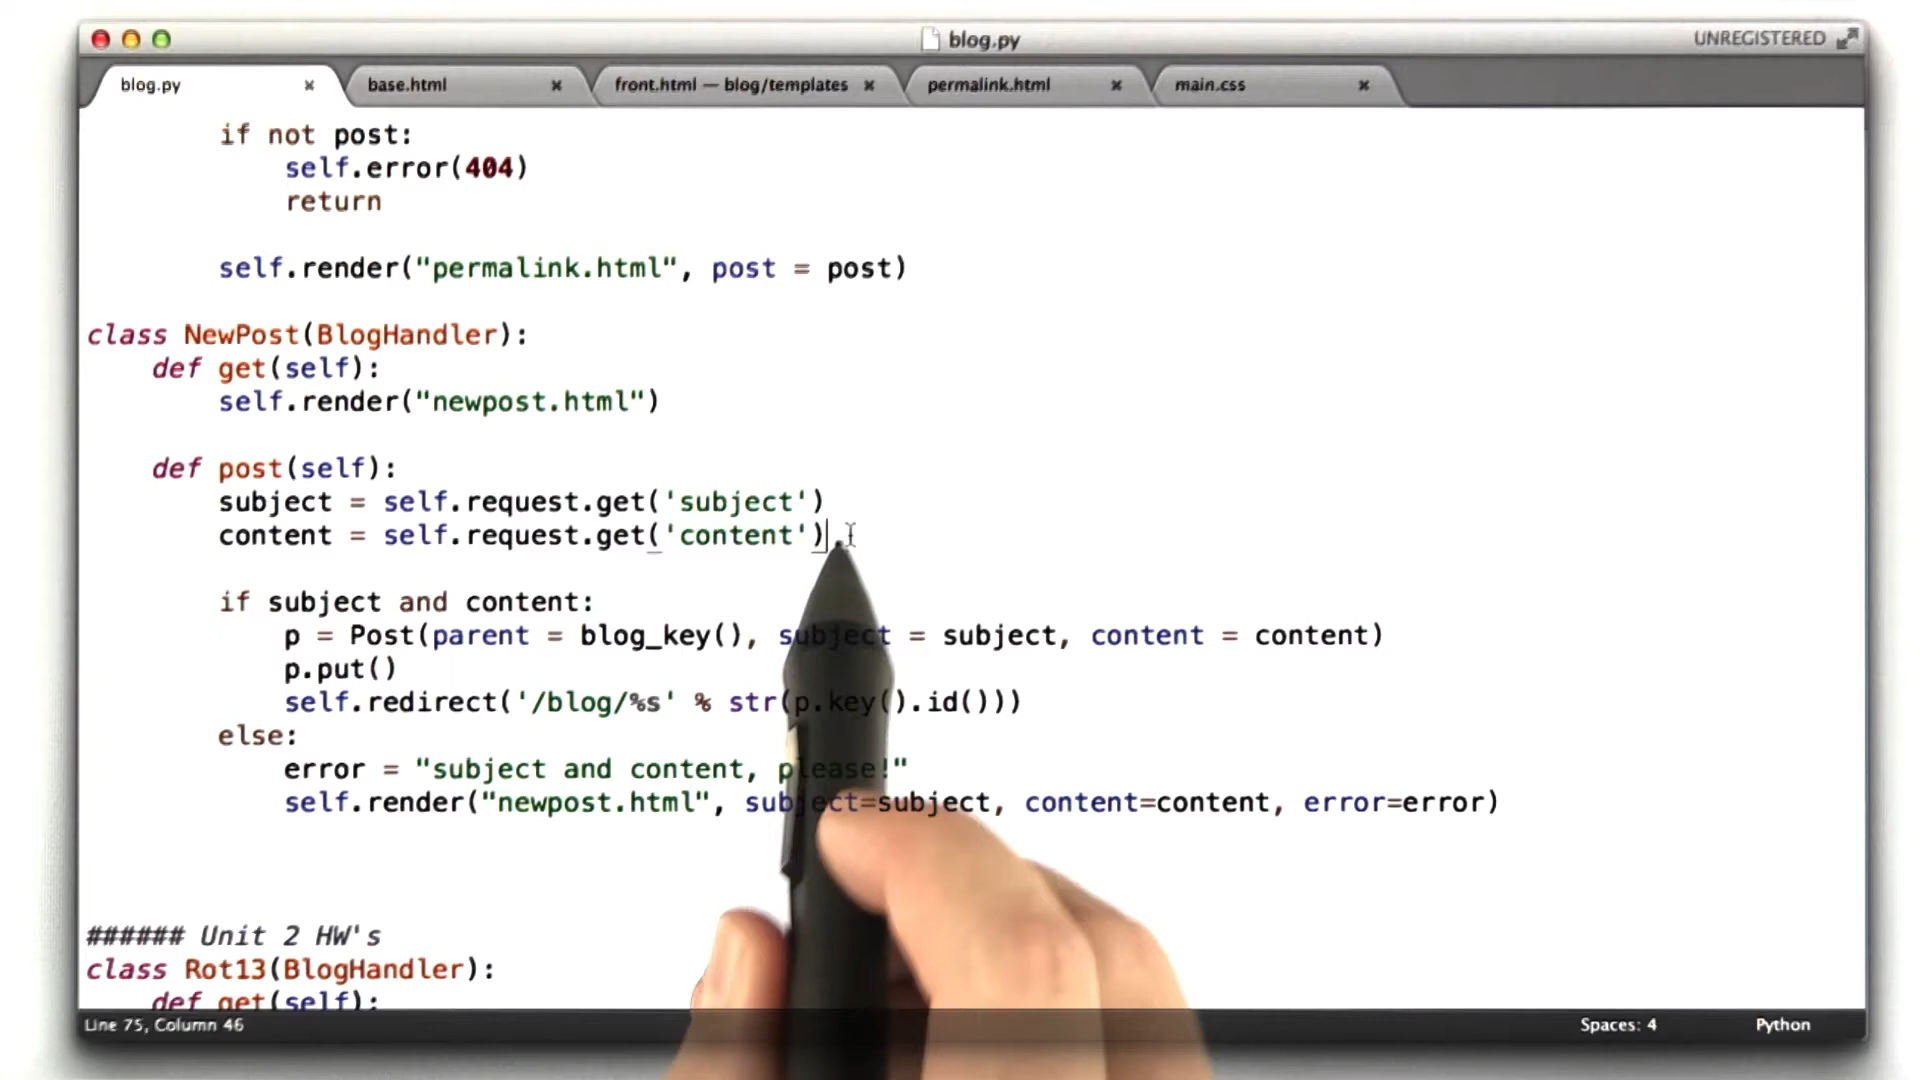 blog.py
UNREGISTERED
blog.py
base.html
front.html — blog/templates
permalink.html
main.css
if not post:
self.error(404)
return
self.render("permalink.html", post = post)
class NewPost(BlogHandler):
def get(self):
self.render("newpost.html")
def post(self):
subject = self.request.get('subject')
content = self.request.get('content')
if subject and content:
p = Post(parent = blog_key(), subject = subject, content = content)
p.put()
self.redirect('/blog/%s' % str(p.key().id()))
else:
error = "subject and content, please!"
self.render("newpost.html", subject=subject, content=content, error=error)
###### Unit 2 HW's
class Rot13(BlogHandler):
def get(self):
Line 75, Column 46
Spaces: 4
Python